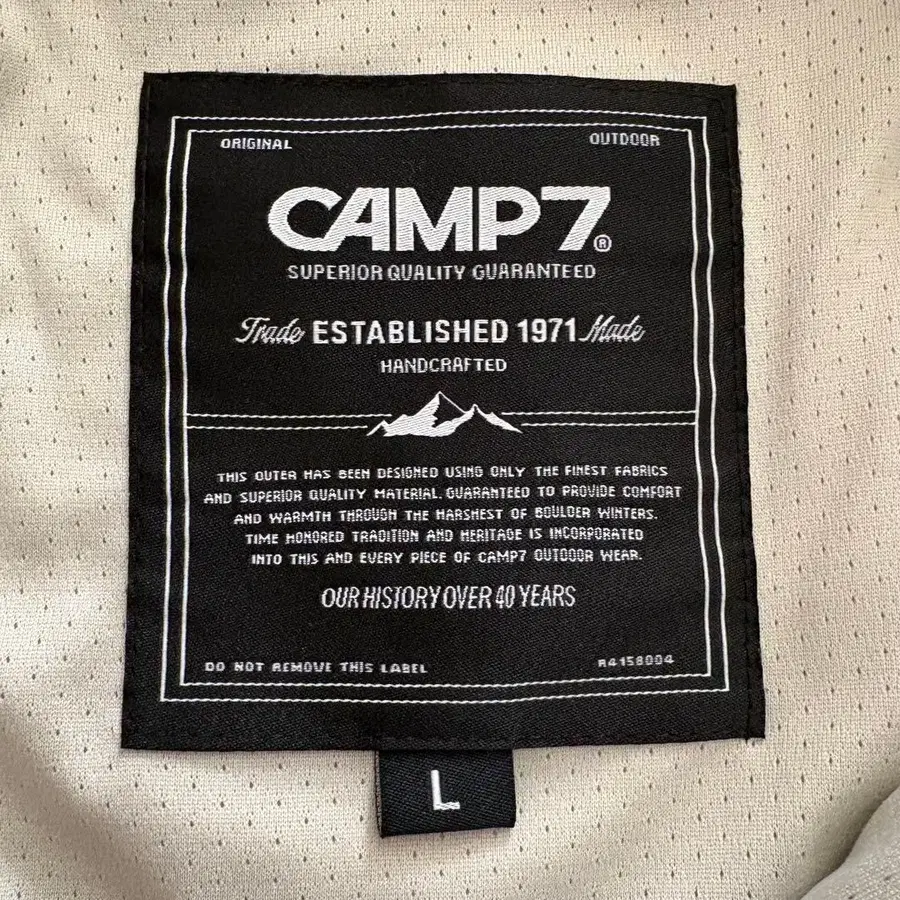 ORIGINAL
OUTDOOR
CAMP7®
SUPERIOR QUALITY GUARANTEED
Trade ESTABLISHED 1971 Made
HANDCRAFTED
THIS OUTER HAS BEEN DESIGNED USING ONLY THE FINEST FABRICS
AND SUPERIOR QUALITY MATERIAL. GUARANTEED TO PROVIDE COMFORT
AND WARMTH THROUGH THE HARSHEST OF BOULDER WINTERS.
TIME HONORED TRADITION AND HERITAGE IS INCORPORATED
INTO THIS AND EVERY PIECE OF CAMP7 OUTDOOR WEAR.
OUR HISTORY OVER 40 YEARS
DO NOT REMOVE THIS LABEL
R4158004
L